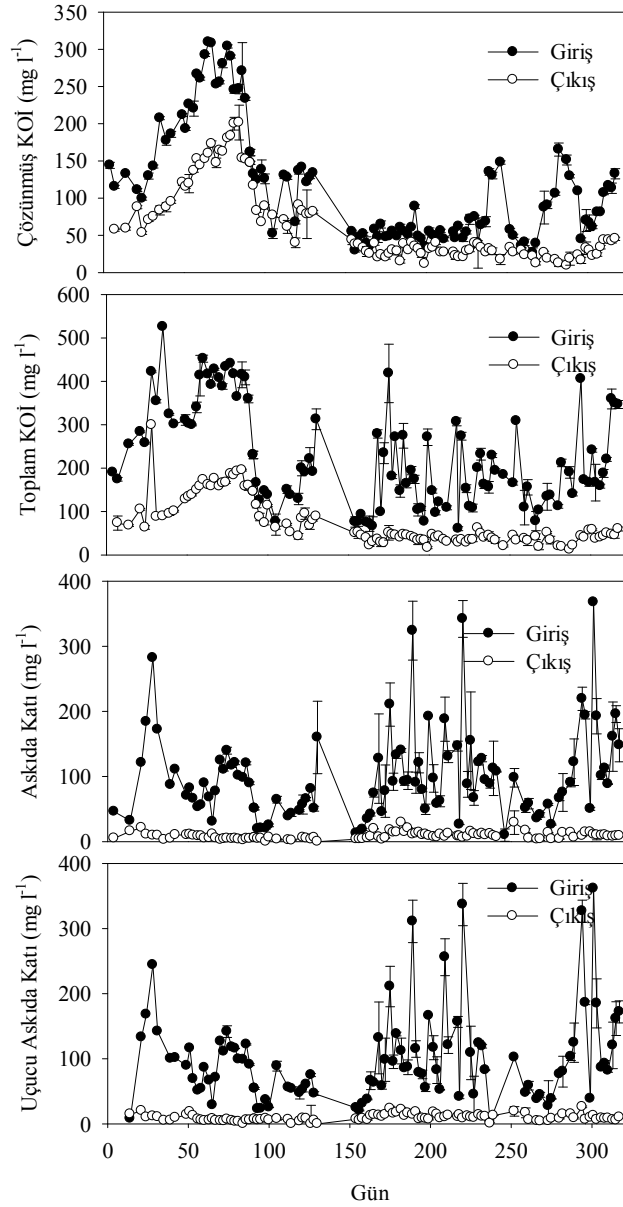 350
300
250
200
150
100
50
0
Çözünmüş KOİ (mg l-1)
Giriş
Çıkış
600
500
400
300
200
100
0
Toplam KOİ (mg l-1)
Giriş
Çıkış
400
300
200
100
0
Askıda Katı (mg l-1)
Giriş
Çıkış
400
300
200
100
0
Uçucu Askıda Katı (mg l-1)
Giriş
Çıkış
0 50 100 150 200 250 300
Gün